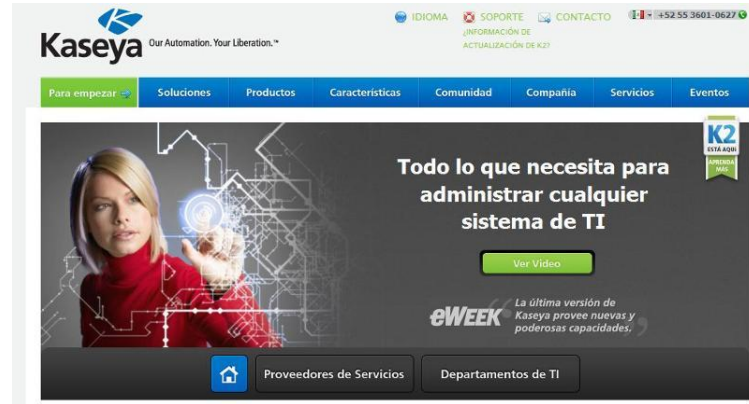 Kaseya
Our Automation. Your Liberation.™
IDIOMA SOPORTE CONTACTO +52 55 3601-0627
¿INFORMACIÓN DE
ACTUALIZACIÓN DE K2?
Para empezar Soluciones Productos Características Comunidad Compañía Servicios Eventos
K2
ESTÁ AQUÍ
APRENDA
MÁS
Todo lo que necesita para
administrar cualquier
sistema de TI
Ver Video
eWEEK
“La última versión de
Kaseya provee nuevas y
poderosas capacidades.”
Proveedores de Servicios Departamentos de TI